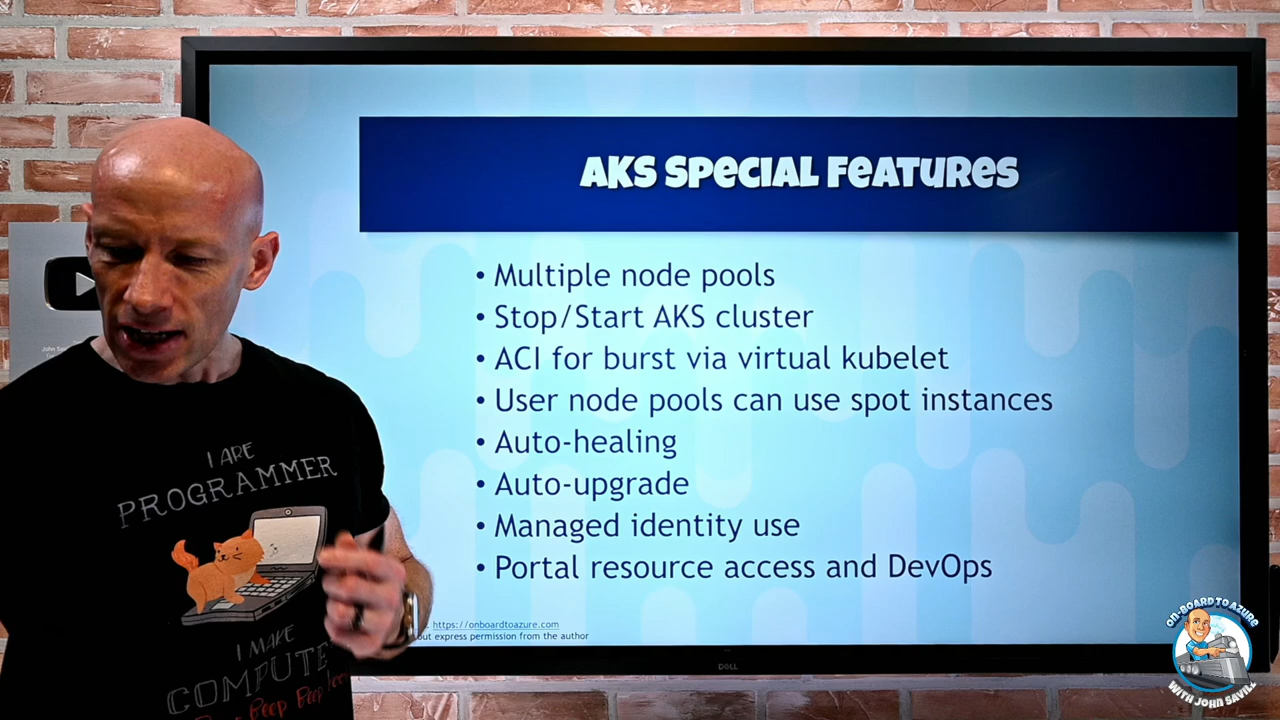 AKS Special Features
• Multiple node pools
• Stop/Start AKS cluster
• ACI for burst via virtual kubelet
• User node pools can use spot instances
• Auto-healing
• Auto-upgrade
• Managed identity use
• Portal resource access and DevOps
https://onboardtoazure.com
express permission from the author
I ARE
PROGRAMMER
I MAKE
COMPUTE
Beep Beep
DELL
ON-BOARD TO AZURE
WITH JOHN SAVILL